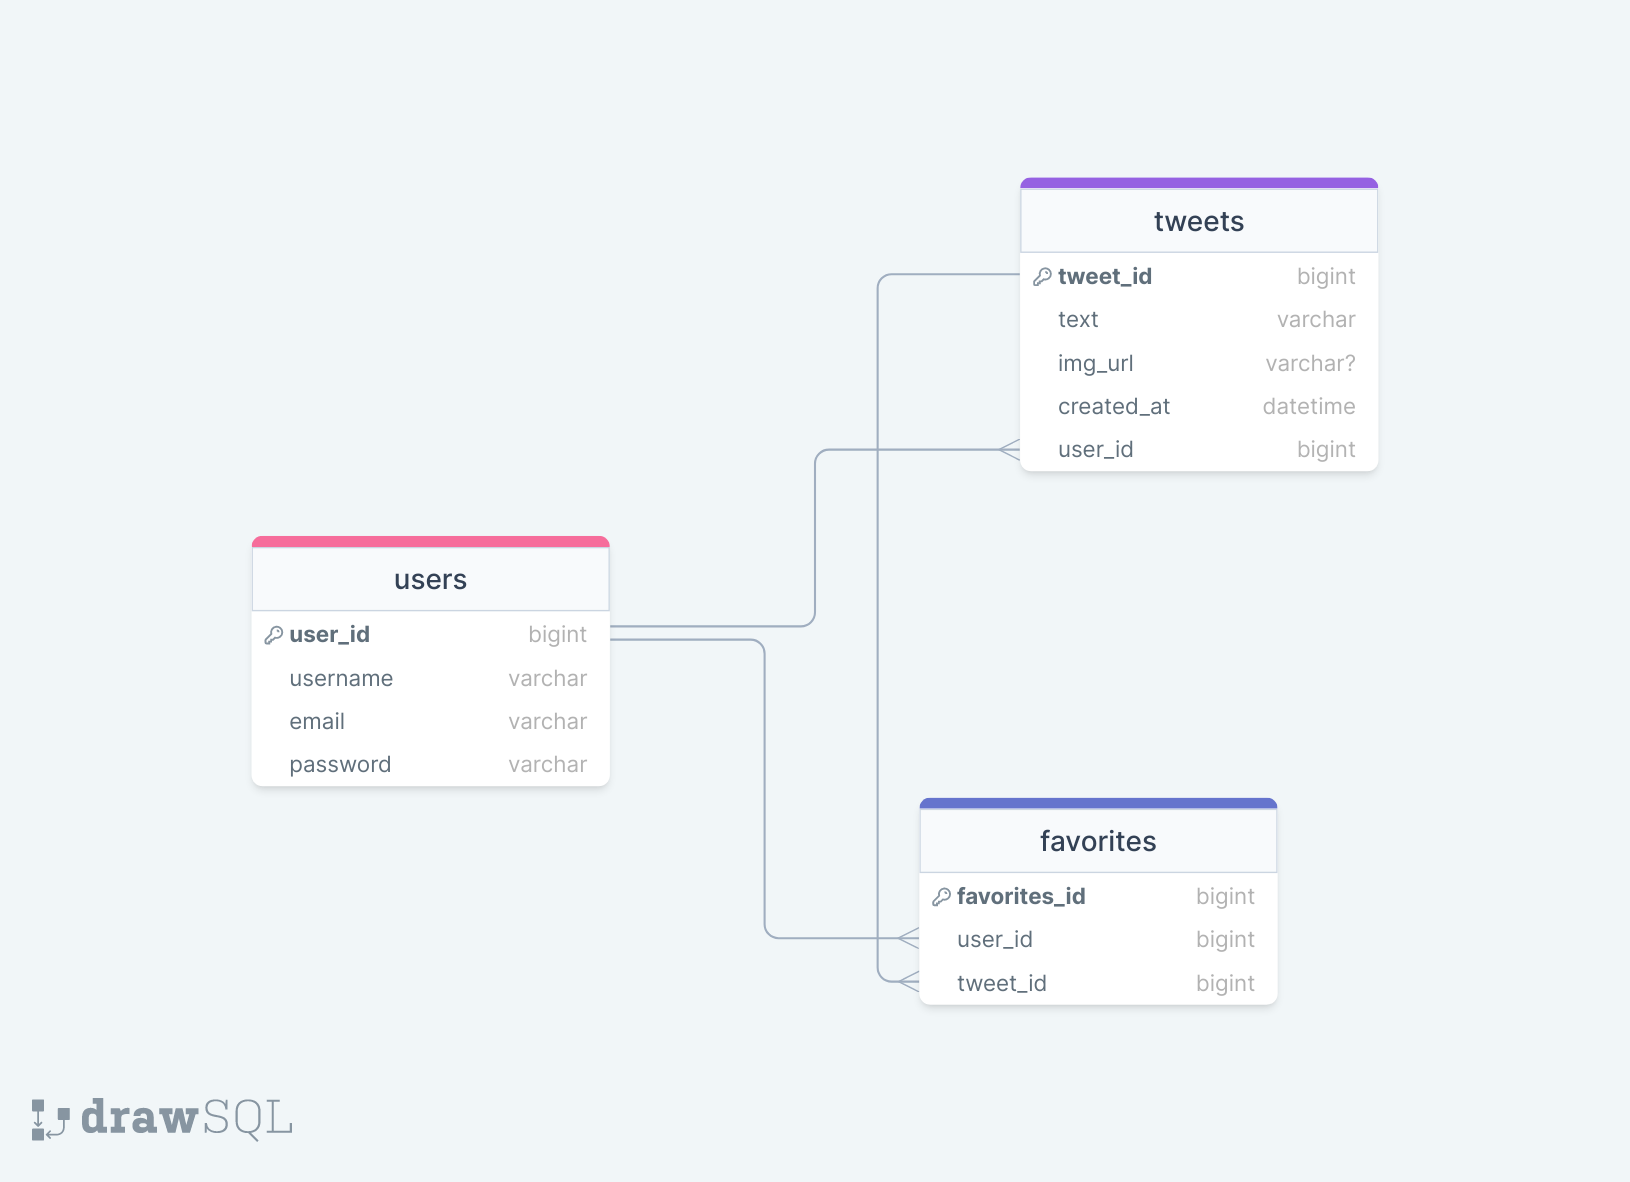 tweets
tweet_id bigint
text varchar
img_url varchar?
created_at datetime
user_id bigint
users
user_id bigint
username varchar
email varchar
password varchar
favorites
favorites_id bigint
user_id bigint
tweet_id bigint
drawSQL